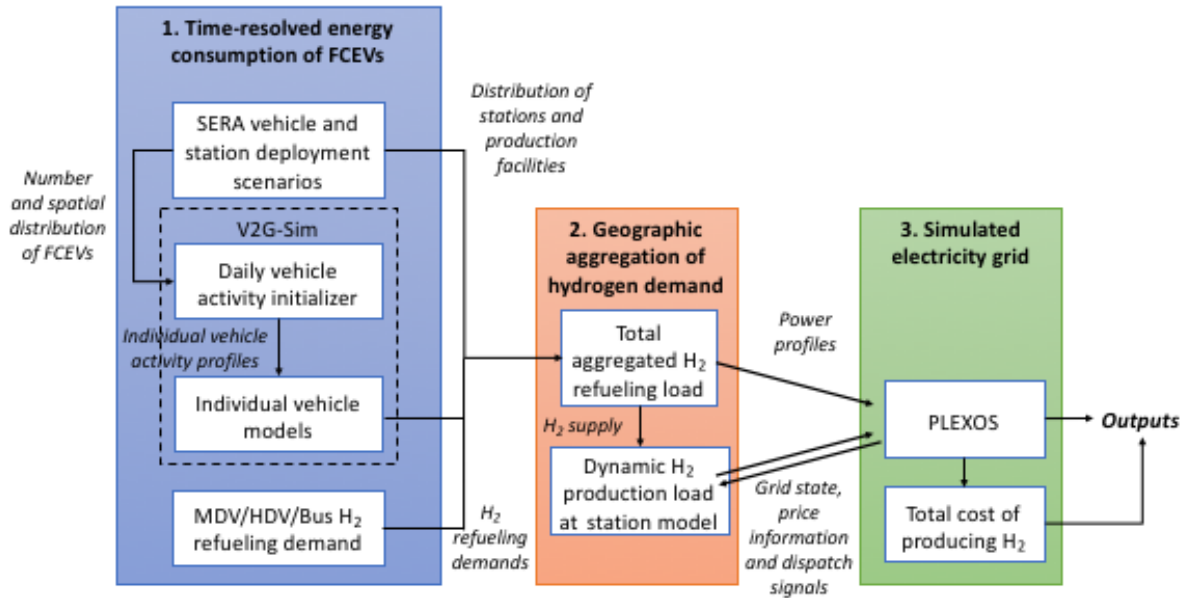 1. Time-resolved energy
consumption of FCEVs
SERA vehicle and
station deployment
scenarios
Number
and spatial
distribution
of FCEVs
V2G-Sim
Daily vehicle
activity initializer
Individual vehicle
activity profiles
Individual vehicle
models
MDV/HDV/Bus H₂
refueling demand
Distribution of
stations and
production
facilities
H₂
refueling
demands
2. Geographic
aggregation of
hydrogen demand
Total
aggregated H₂
refueling load
H₂ supply
Dynamic H₂
production load
at station model
Power
profiles
Grid state,
price
information
and dispatch
signals
3. Simulated
electricity grid
PLEXOS
Total cost of
producing H₂
Outputs